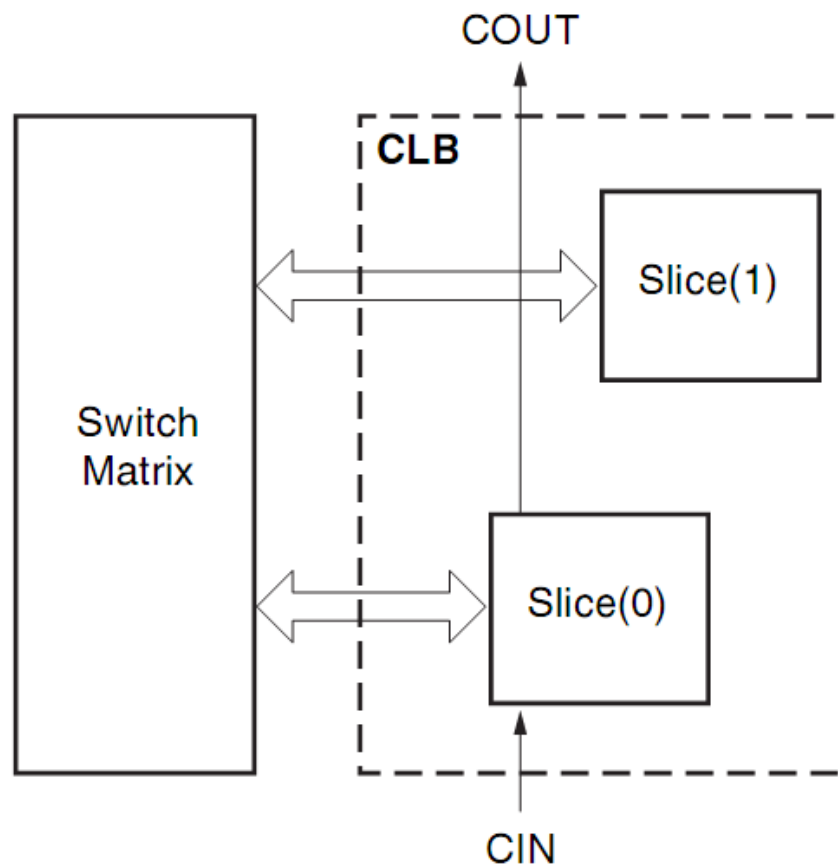 COUT
CLB
Slice(1)
Switch
Matrix
Slice(0)
CIN